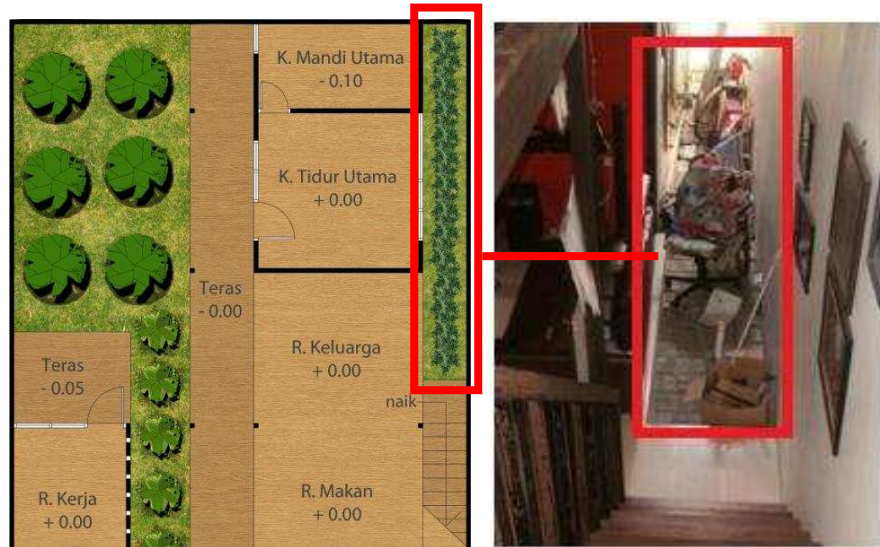 K. Mandi Utama
- 0.10
K. Tidur Utama
+ 0.00
Teras
- 0.00
R. Keluarga
+ 0.00
Teras
- 0.05
naik
R. Kerja
+ 0.00
R. Makan
+ 0.00